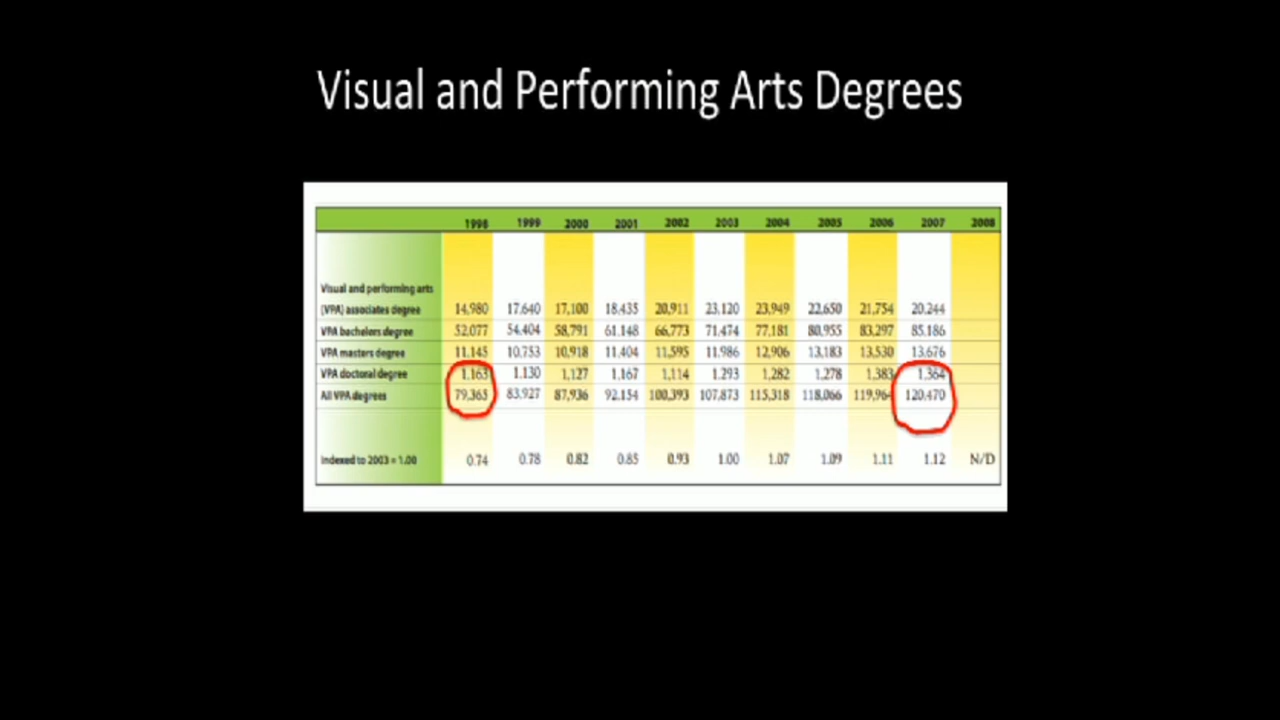 Visual and Performing Arts Degrees
1998 1999 2000 2001 2002 2003 2004 2005 2006 2007 2008
Visual and performing arts
(VPA) associates degree 14,980 17,640 17,100 18,435 20,911 23,120 23,949 22,650 21,754 20,244
VPA bachelors degree 52,077 54,404 58,791 61,148 66,773 71,474 77,181 80,955 83,297 85,186
VPA masters degree 11,145 10,753 10,918 11,404 11,595 11,986 12,906 13,183 13,530 13,676
VPA doctoral degree 1,163 1,130 1,127 1,167 1,114 1,293 1,282 1,278 1,383 1,364
All VPA degrees 79,365 83,927 87,936 92,154 100,393 107,873 115,318 118,066 119,964 120,470
Indexed to 2003 = 1.00 0.74 0.78 0.82 0.85 0.93 1.00 1.07 1.09 1.11 1.12 N/D